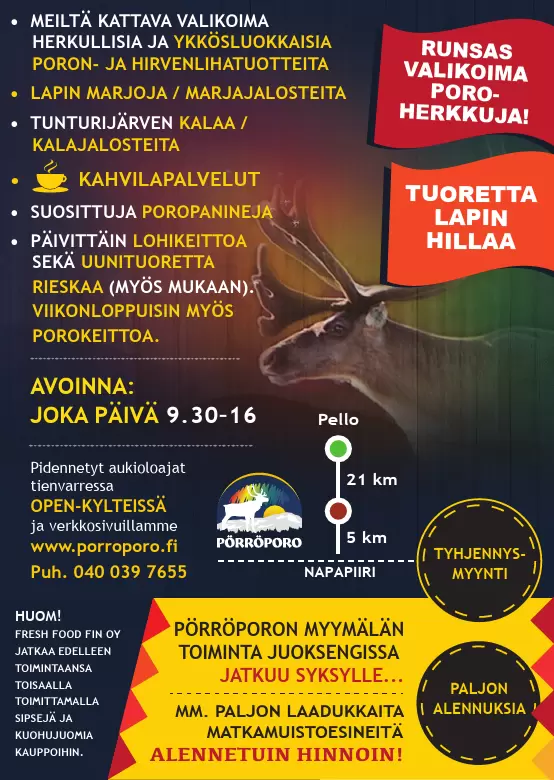 • MEILTÄ KATTAVA VALIKOIMA
HERKULLISIA JA YKKÖSLUOKKAISIA
PORON- JA HIRVENLIHATUOTTEITA
• LAPIN MARJOJA / MARJAJALOSTEITA
• TUNTURIJÄRVEN KALAA /
KALAJALOSTEITA
• KAHVILAPALVELUT
• SUOSITTUJA POROPANINEJA
• PÄIVITTÄIN LOHIKEITTOA
SEKÄ UUNITUORETTA
RIESKAA (MYÖS MUKAAN).
VIIKONLOPPUISIN MYÖS
POROKEITTOA.
RUNSAS
VALIKOIMA
PORO-
HERKKUJA!
TUORETTA
LAPIN
HILLAA
AVOINNA:
JOKA PÄIVÄ 9.30–16
Pidennetyt aukioloajat
tienvarressa
OPEN-KYLTEISSÄ
ja verkkosivuillamme
www.porroporo.fi
Puh. 040 039 7655
PÖRRÖPORO
Pello
21 km
5 km
NAPAPIIRI
TYHJENNYS-
MYYNTI
HUOM!
FRESH FOOD FIN OY
JATKAA EDELLEEN
TOIMINTAANSA
TOISAALLA
TOIMITTAMALLA
SIPSEJÄ JA
KUOHUJUOMIA
KAUPPOIHIN.
PÖRRÖPORON MYYMÄLÄN
TOIMINTA JUOKSENGISSA
JATKUU SYKSYLLE...
MM. PALJON LAADUKKAITA
MATKAMUISTOESINEITÄ
ALENNETUIN HINNOIN!
PALJON
ALENNUKSIA